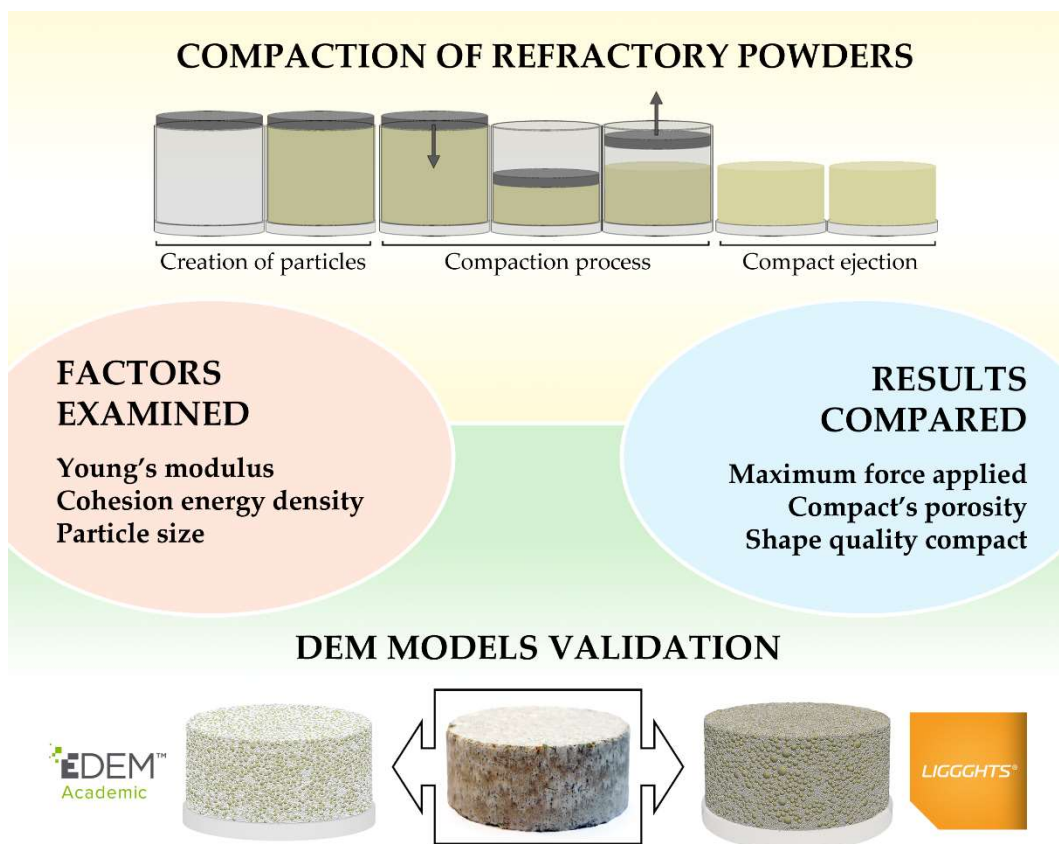 COMPACTION OF REFRACTORY POWDERS
Creation of particles
Compaction process
Compact ejection
FACTORS
EXAMINED
Young's modulus
Cohesion energy density
Particle size
RESULTS
COMPARED
Maximum force applied
Compact's porosity
Shape quality compact
DEM MODELS VALIDATION
EDEM™
Academic
LIGGGHTS®